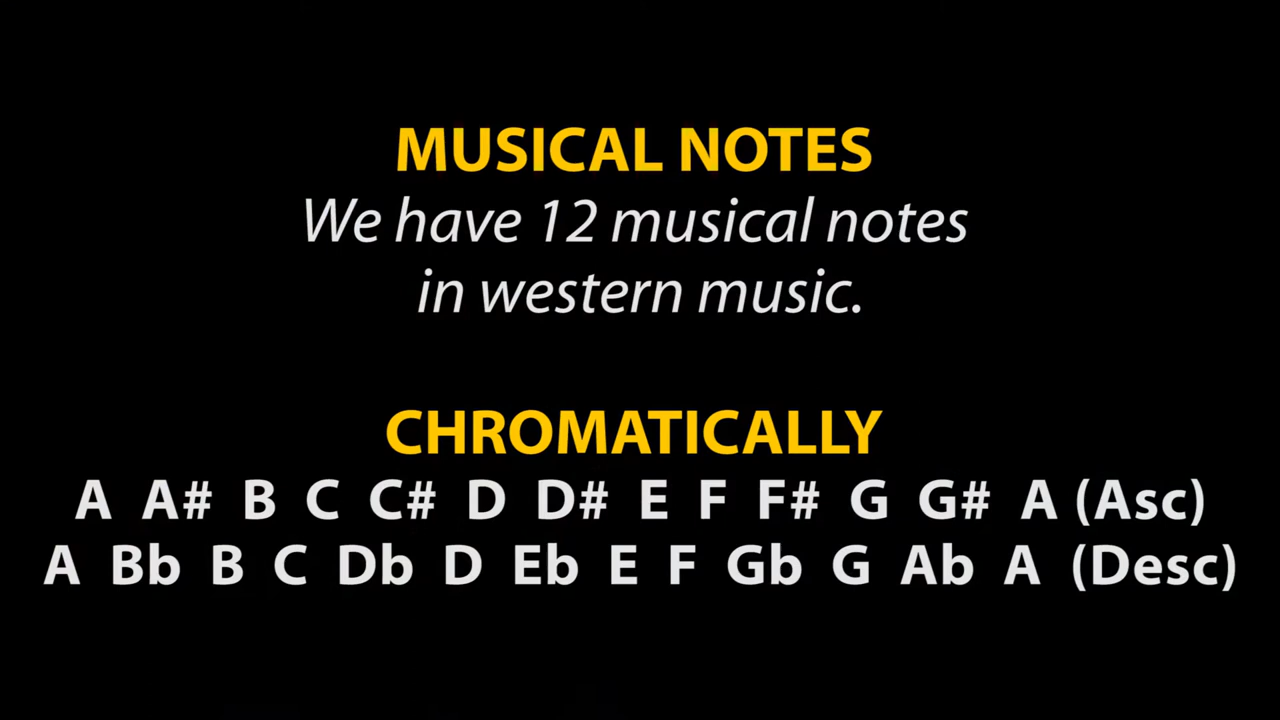 MUSICAL NOTES
We have 12 musical notes
in western music.
CHROMATICALLY
A A# B C C# D D# E F F# G G# A (Asc)
A Bb B C Db D Eb E F Gb G Ab A (Desc)